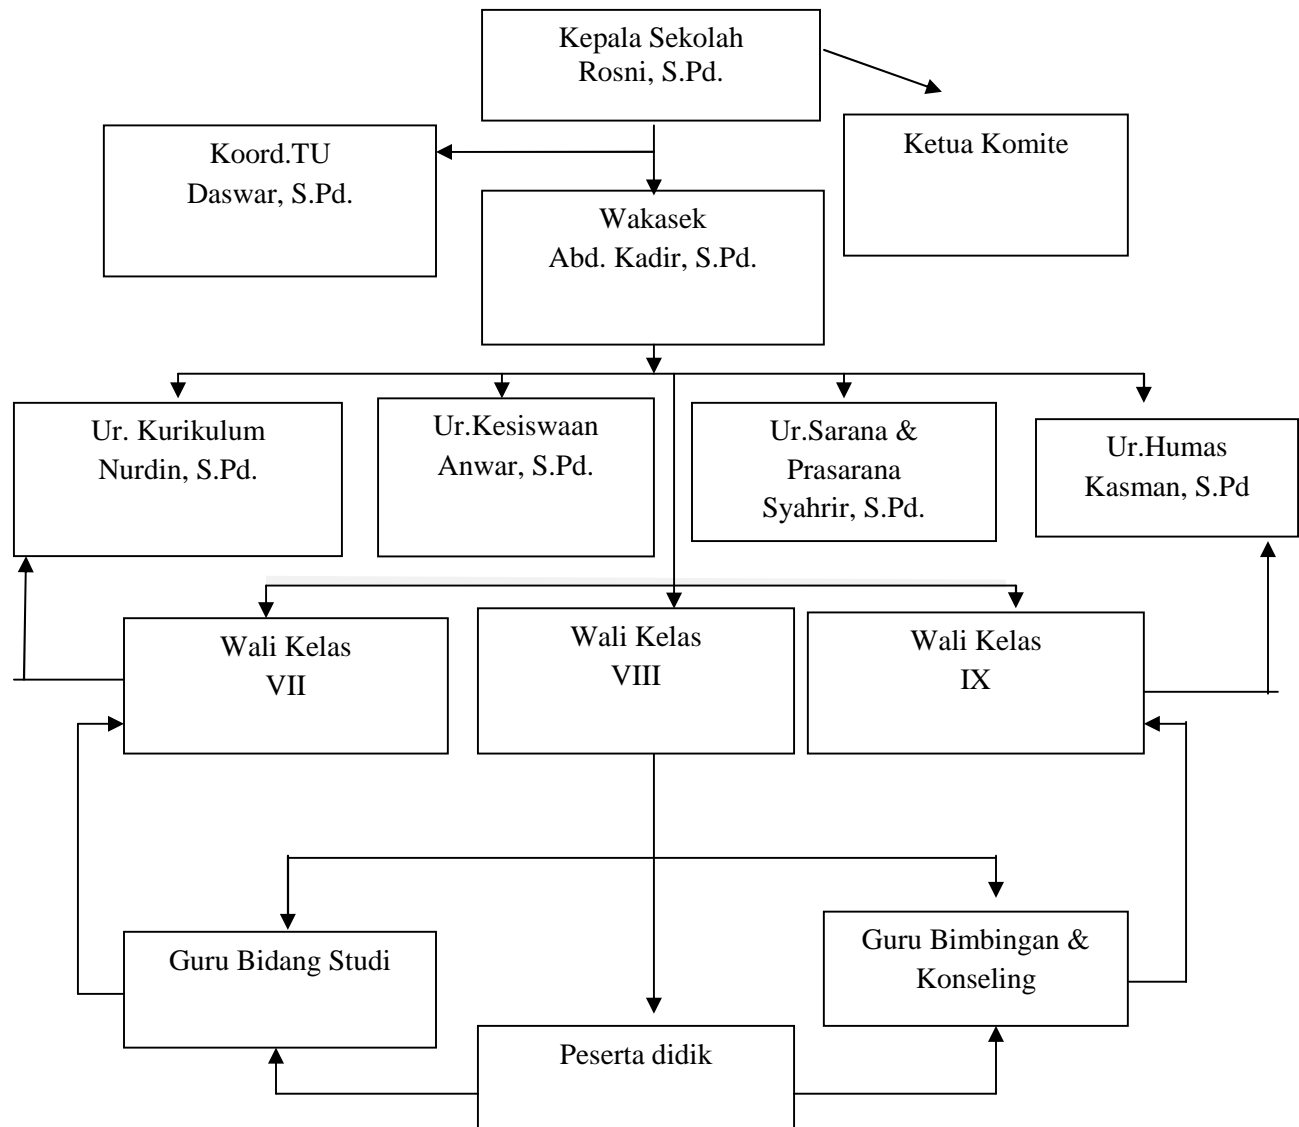 Kepala Sekolah
Rosni, S.Pd.
Koord.TU
Daswar, S.Pd.
Ketua Komite
Wakasek
Abd. Kadir, S.Pd.
Ur. Kurikulum
Nurdin, S.Pd.
Ur.Kesiswaan
Anwar, S.Pd.
Ur.Sarana &
Prasarana
Syahrir, S.Pd.
Ur.Humas
Kasman, S.Pd
Wali Kelas
VII
Wali Kelas
VIII
Wali Kelas
IX
Guru Bidang Studi
Guru Bimbingan &
Konseling
Peserta didik